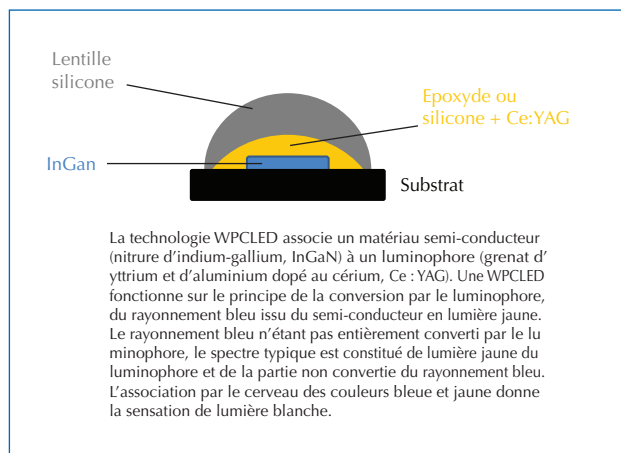 Lentille
silicone
Epoxyde ou
silicone + Ce:YAG
InGan
Substrat
La technologie WPCLED associe un matériau semi-conducteur
(nitrure d'indium-gallium, InGaN) à un luminophore (grenat d'
yttrium et d'aluminium dopé au cérium, Ce : YAG). Une WPCLED
fonctionne sur le principe de la conversion par le luminophore,
du rayonnement bleu issu du semi-conducteur en lumière jaune.
Le rayonnement bleu n'étant pas entièrement converti par le lu
minophore, le spectre typique est constitué de lumière jaune du
luminophore et de la partie non convertie du rayonnement bleu.
L'association par le cerveau des couleurs bleue et jaune donne
la sensation de lumière blanche.